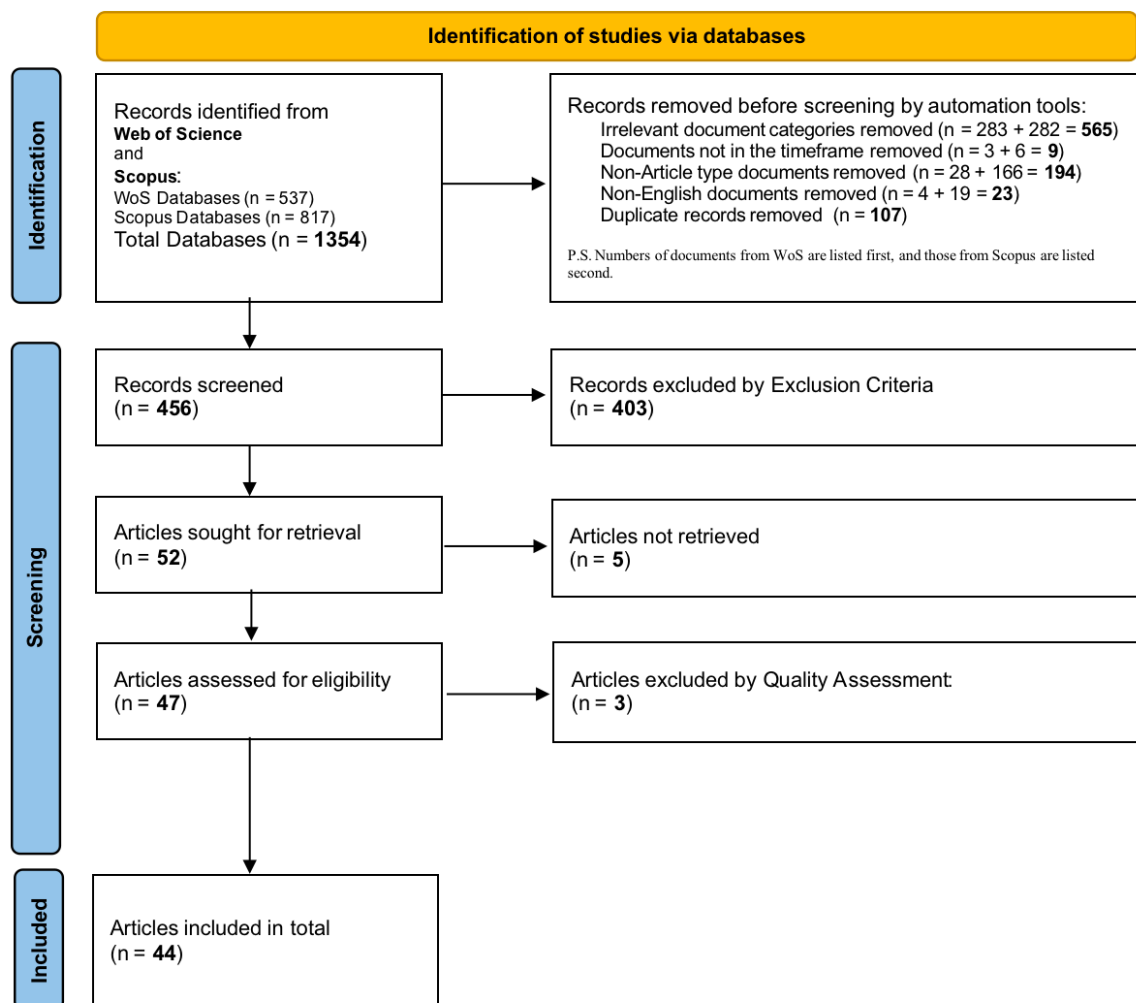 Identification of studies via databases
Identification
Records identified from
Web of Science
and
Scopus:
WoS Databases (n = 537)
Scopus Databases (n = 817)
Total Databases (n = 1354)
Records removed before screening by automation tools:
Irrelevant document categories removed (n = 283 + 282 = 565)
Documents not in the timeframe removed (n = 3 + 6 = 9)
Non-Article type documents removed (n = 28 + 166 = 194)
Non-English documents removed (n = 4 + 19 = 23)
Duplicate records removed (n = 107)
P.S. Numbers of documents from WoS are listed first, and those from Scopus are listed
second.
Screening
Records screened
(n = 456)
Records excluded by Exclusion Criteria
(n = 403)
Articles sought for retrieval
(n = 52)
Articles not retrieved
(n = 5)
Articles assessed for eligibility
(n = 47)
Articles excluded by Quality Assessment:
(n = 3)
Included
Articles included in total
(n = 44)